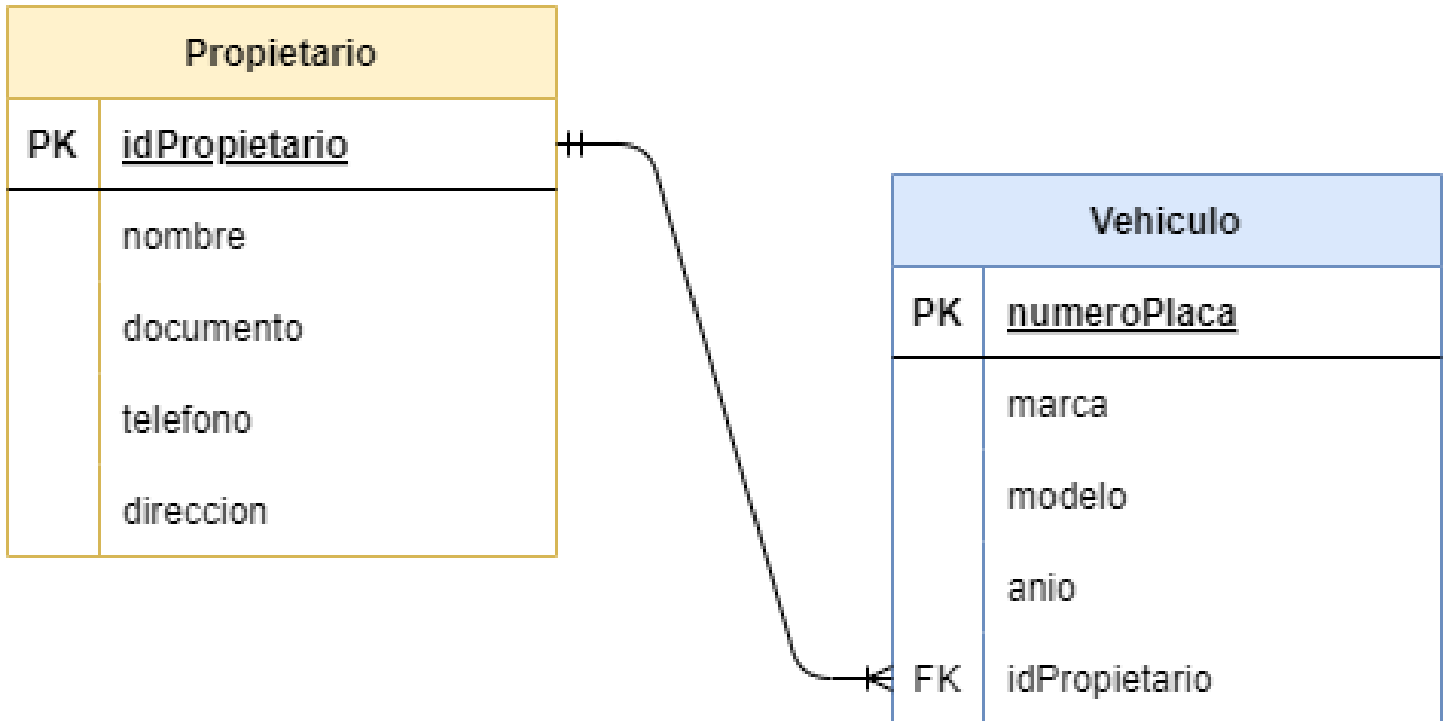 Propietario
PK idPropietario
nombre
documento
telefono
direccion
Vehiculo
PK numeroPlaca
marca
modelo
anio
FK idPropietario